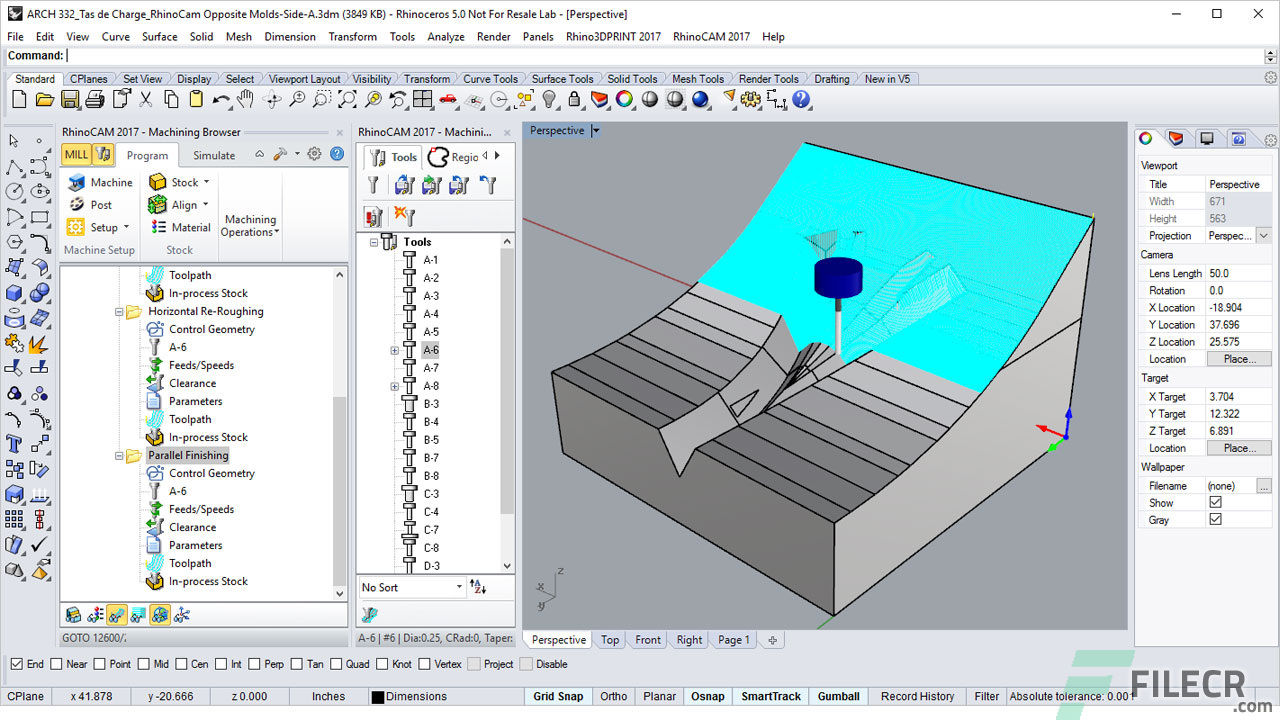 ARCH 332_Tas de Charge_RhinoCam Opposite Molds-Side-A.3dm (3849 KB) - Rhinoceros 5.0 Not For Resale Lab - [Perspective]
File Edit View Curve Surface Solid Mesh Dimension Transform Tools Analyze Render Panels Rhino3DPRINT 2017 RhinoCAM 2017 Help
Command:
Standard CPlanes Set View Display Select Viewport Layout Visibility Transform Curve Tools Surface Tools Solid Tools Mesh Tools Render Tools Drafting New in V5
RhinoCAM 2017 - Machining Browser
MILL Program Simulate
Machine Stock
Post Align
Setup Material
Machining
Operations
Machine Setup Stock
Toolpath
In-process Stock
Horizontal Re-Roughing
Control Geometry
A-6
Feeds/Speeds
Clearance
Parameters
Toolpath
In-process Stock
Parallel Finishing
Control Geometry
A-6
Feeds/Speeds
Clearance
Parameters
Toolpath
In-process Stock
GOTO 12600/
RhinoCAM 2017 - Machini...
Tools Regio
Tools
A-1
A-2
A-3
A-4
A-5
A-6
A-7
A-8
B-3
B-4
B-5
B-7
B-8
C-3
C-4
C-7
C-8
D-3
No Sort
A-6 | #6 | Dia:0.25, CRad:0, Taper:
Perspective
z
x
y
Perspective Top Front Right Page 1
Viewport
Title Perspective
Width 671
Height 563
Projection Perspec...
Camera
Lens Length 50.0
Rotation 0.0
X Location -18.904
Y Location 37.696
Z Location 25.575
Location Place...
Target
X Target 3.704
Y Target 12.322
Z Target 6.891
Location Place...
Wallpaper
Filename (none) ...
Show
Gray
End Near Point Mid Cen Int Perp Tan Quad Knot Vertex Project Disable
CPlane x 41.878 y -20.666 z 0.000 Inches Dimensions Grid Snap Ortho Planar Osnap SmartTrack Gumball Record History Filter Absolute tolerance: 0.001
FILECR
.com